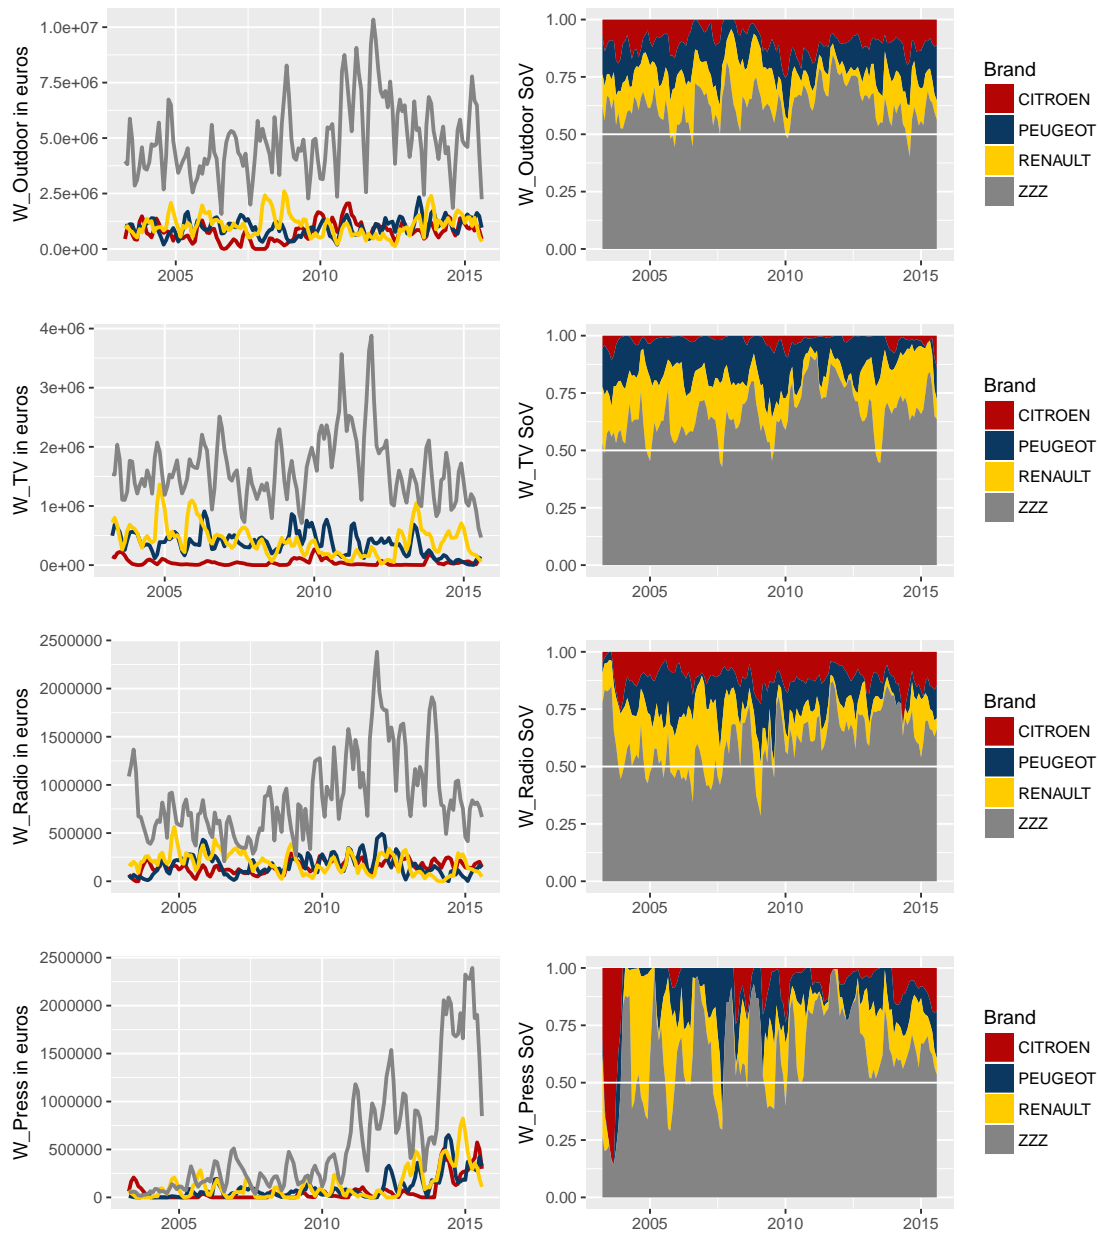 W_Outdoor in euros
1.0e+07
7.5e+06
5.0e+06
2.5e+06
0.0e+00
2005 2010 2015
W_Outdoor SoV
1.00
0.75
0.50
0.25
0.00
2005 2010 2015
Brand
CITROEN
PEUGEOT
RENAULT
ZZZ
W_TV in euros
4e+06
3e+06
2e+06
1e+06
0e+00
2005 2010 2015
W_TV SoV
1.00
0.75
0.50
0.25
0.00
2005 2010 2015
Brand
CITROEN
PEUGEOT
RENAULT
ZZZ
W_Radio in euros
2500000
2000000
1500000
1000000
500000
0
2005 2010 2015
W_Radio SoV
1.00
0.75
0.50
0.25
0.00
2005 2010 2015
Brand
CITROEN
PEUGEOT
RENAULT
ZZZ
W_Press in euros
2500000
2000000
1500000
1000000
500000
0
2005 2010 2015
W_Press SoV
1.00
0.75
0.50
0.25
0.00
2005 2010 2015
Brand
CITROEN
PEUGEOT
RENAULT
ZZZ